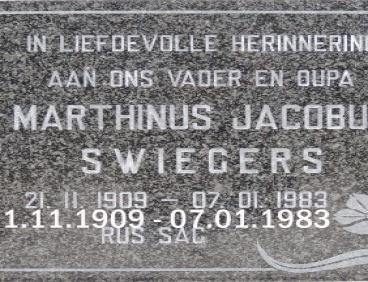 IN LIEFDEVOLLE HERINNERIN
AAN ONS VADER EN OUPA
MARTHINUS JACOBU
SWIEGERS
21. 11. 1909 – 07. 01. 1983
1.11.1909 - 07.01.1983
RUS SAG